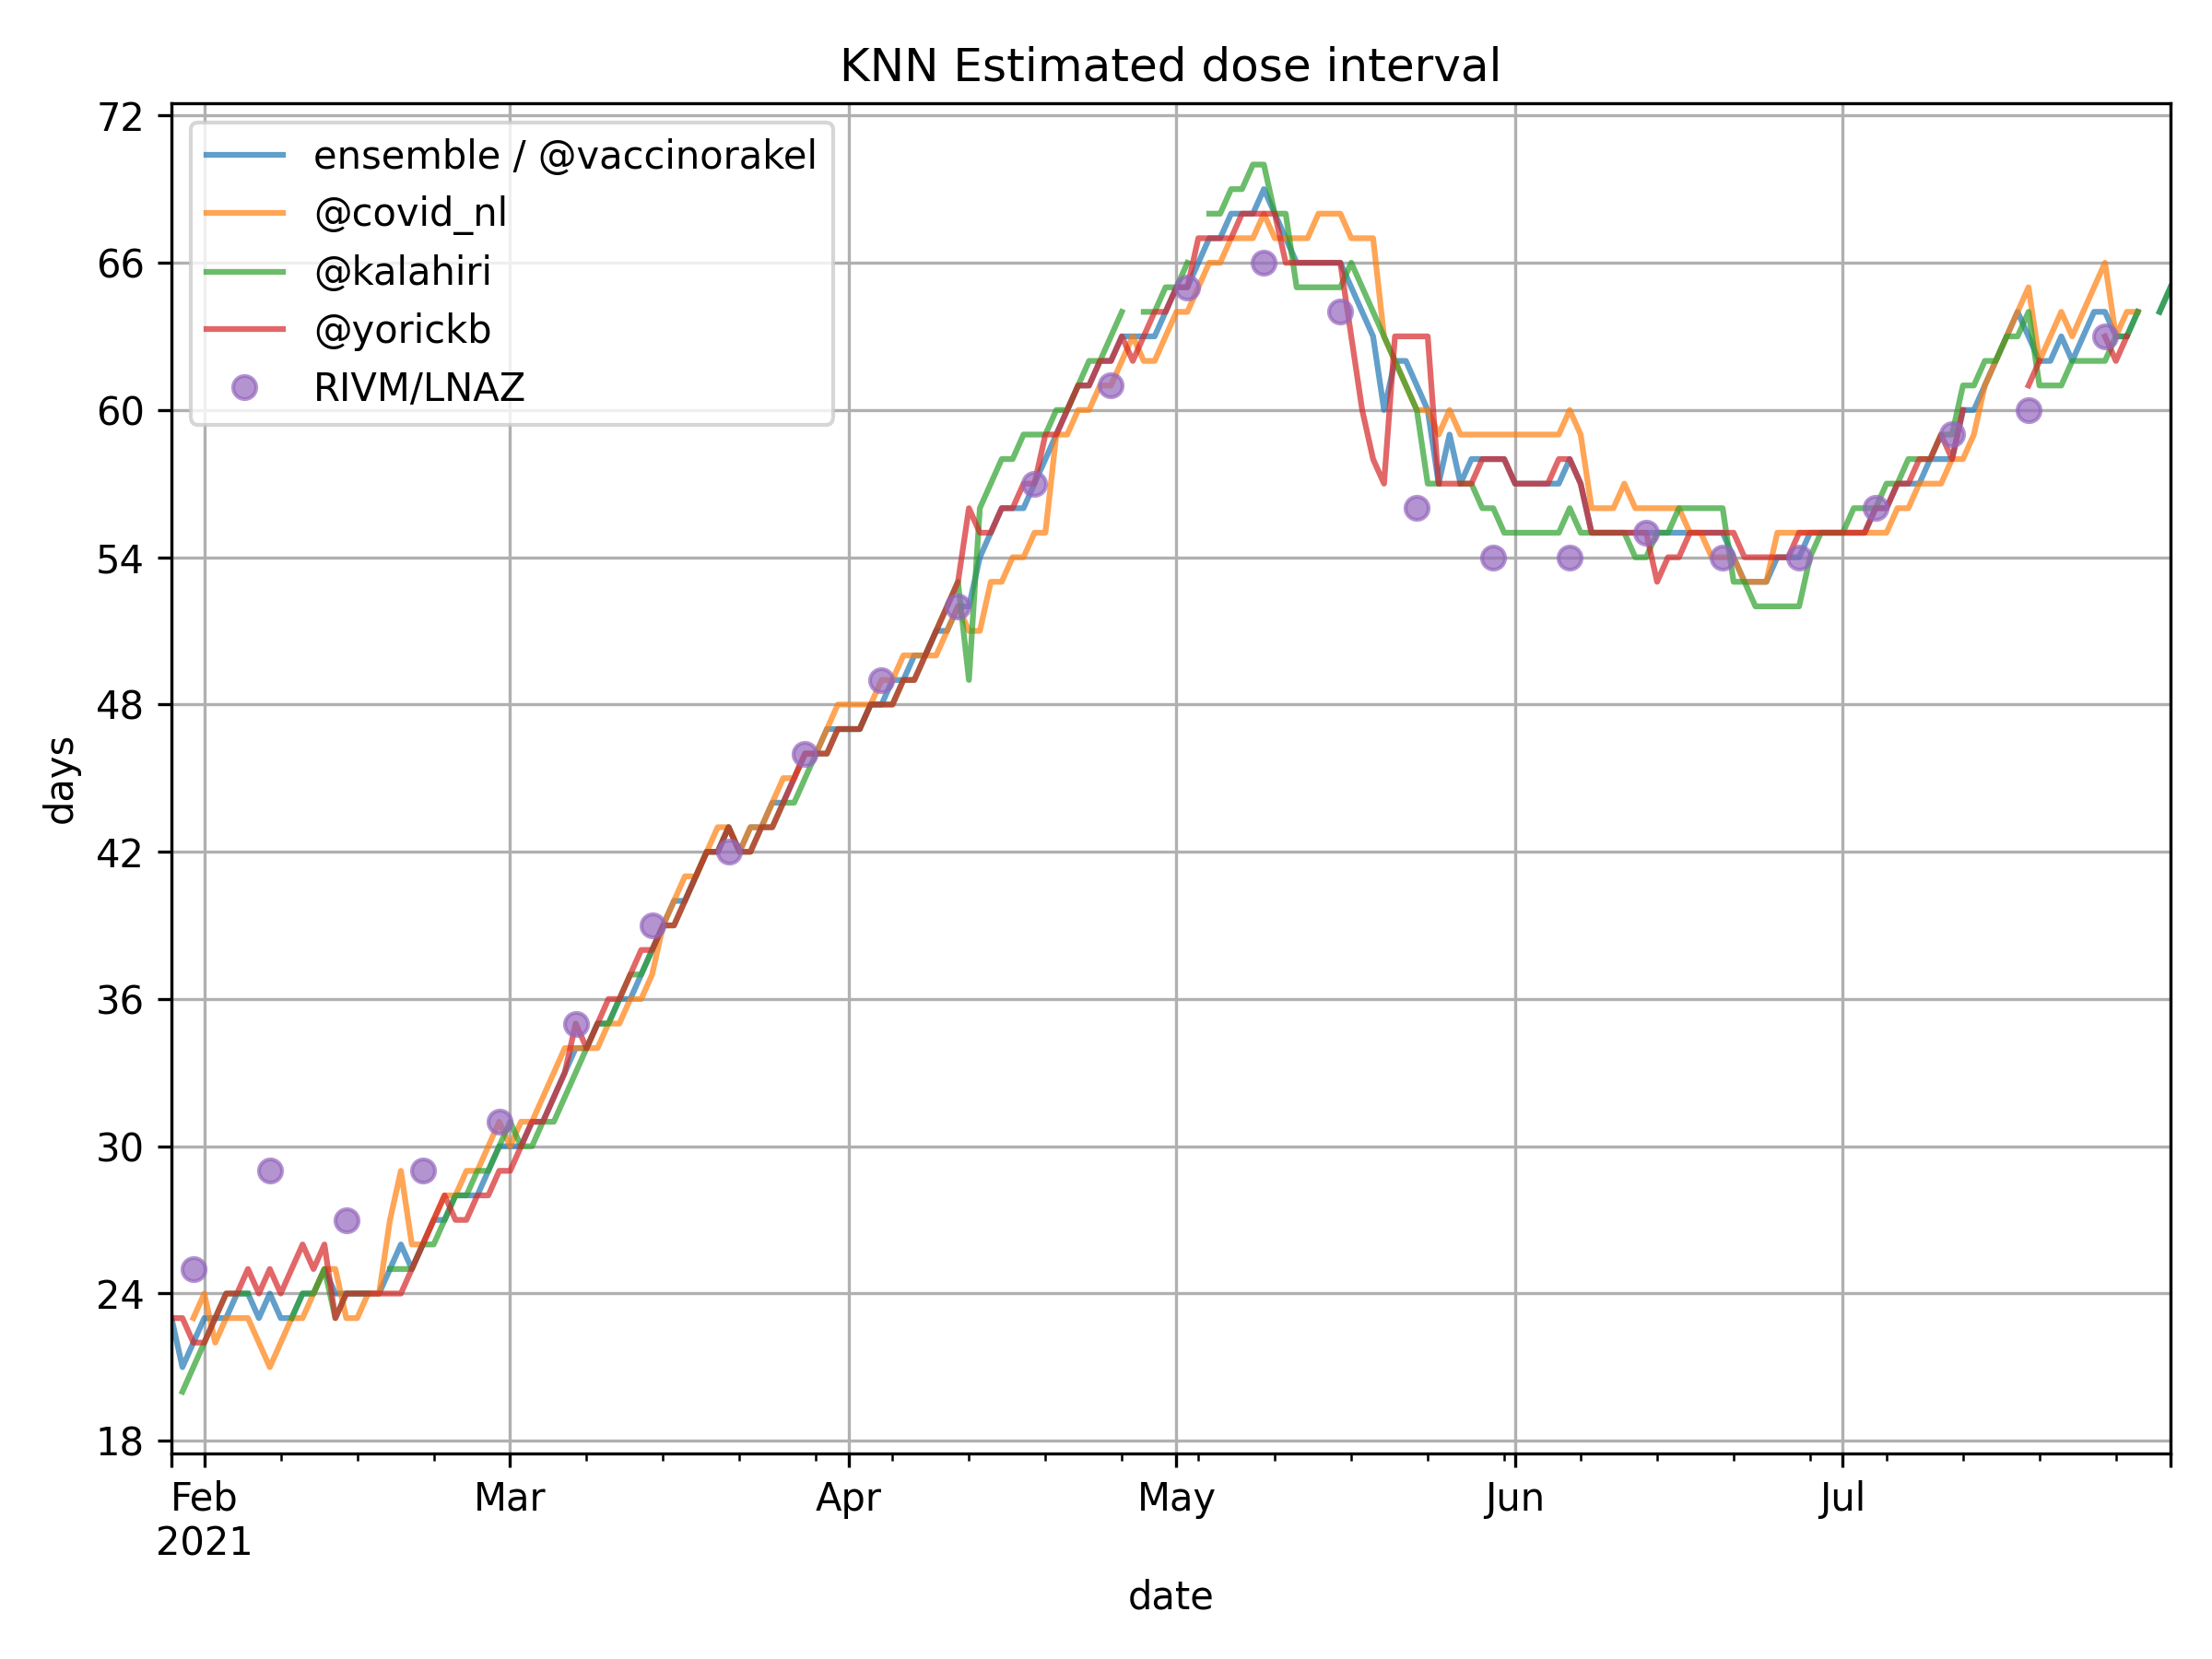 KNN Estimated dose interval
72
66
60
54
48
42
36
30
24
18
days
ensemble / @vaccinorakel
@covid_nl
@kalahiri
@yorickb
RIVM/LNAZ
Feb Mar Apr May Jun Jul
2021
date